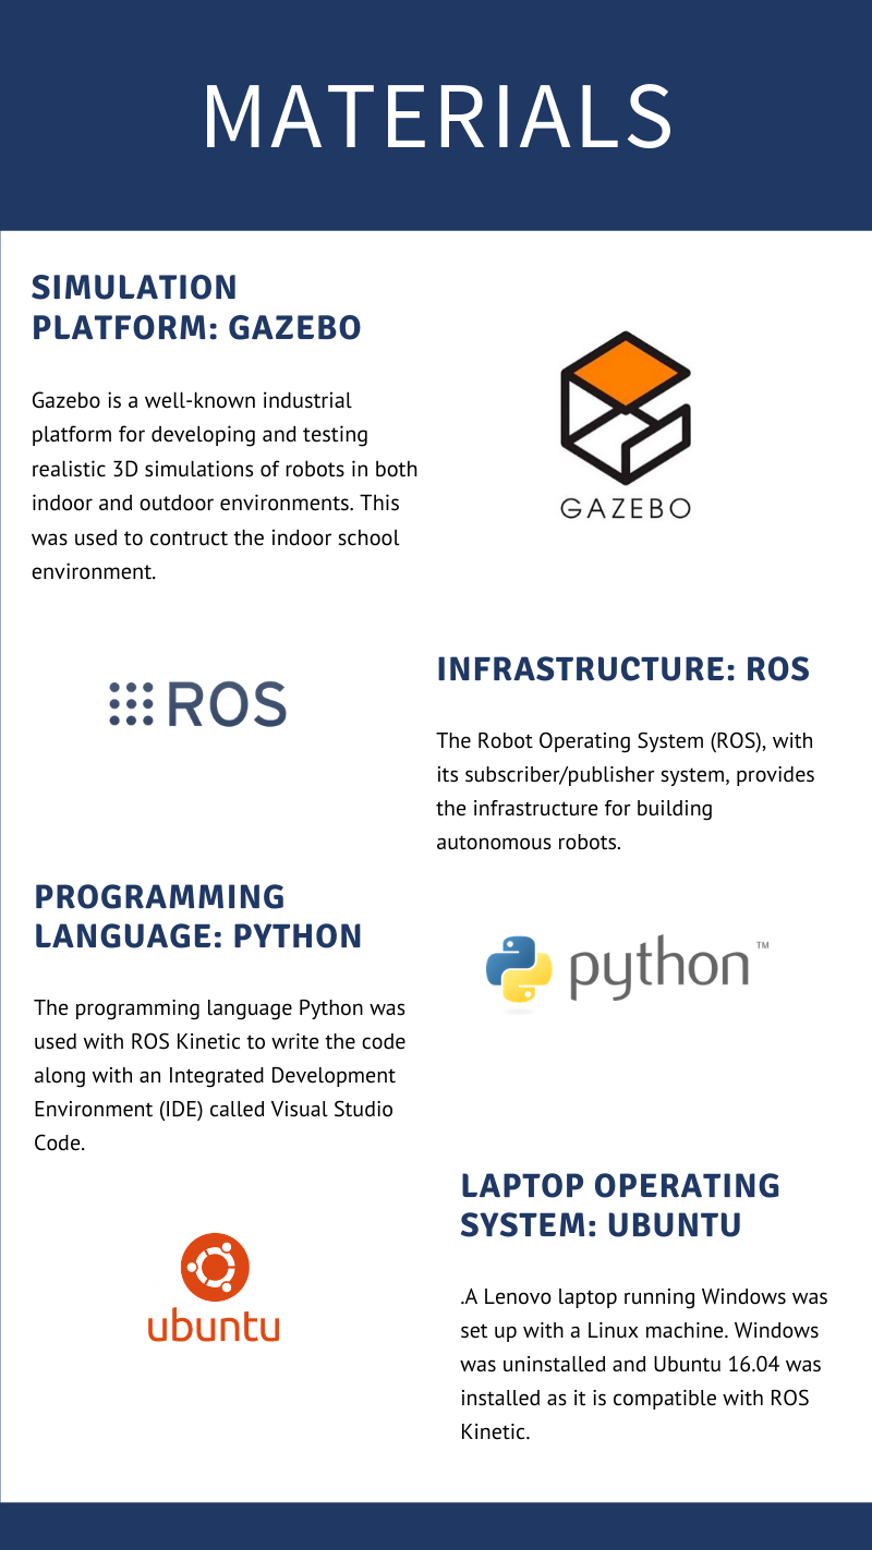 MATERIALS
SIMULATION
PLATFORM: GAZEBO
Gazebo is a well-known industrial
platform for developing and testing
realistic 3D simulations of robots in both
indoor and outdoor environments. This
was used to contruct the indoor school
environment.
GAZEBO
ROS
INFRASTRUCTURE: ROS
The Robot Operating System (ROS), with
its subscriber/publisher system, provides
the infrastructure for building
autonomous robots.
PROGRAMMING
LANGUAGE: PYTHON
The programming language Python was
used with ROS Kinetic to write the code
along with an Integrated Development
Environment (IDE) called Visual Studio
Code.
python™
ubuntu
LAPTOP OPERATING
SYSTEM: UBUNTU
.A Lenovo laptop running Windows was
set up with a Linux machine. Windows
was uninstalled and Ubuntu 16.04 was
installed as it is compatible with ROS
Kinetic.